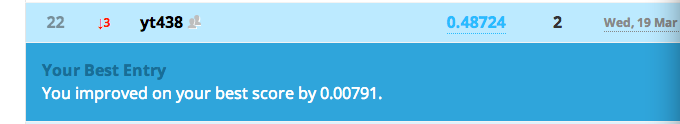 22 ↓3 yt438 0.48724 2 Wed, 19 Mar
Your Best Entry
You improved on your best score by 0.00791.